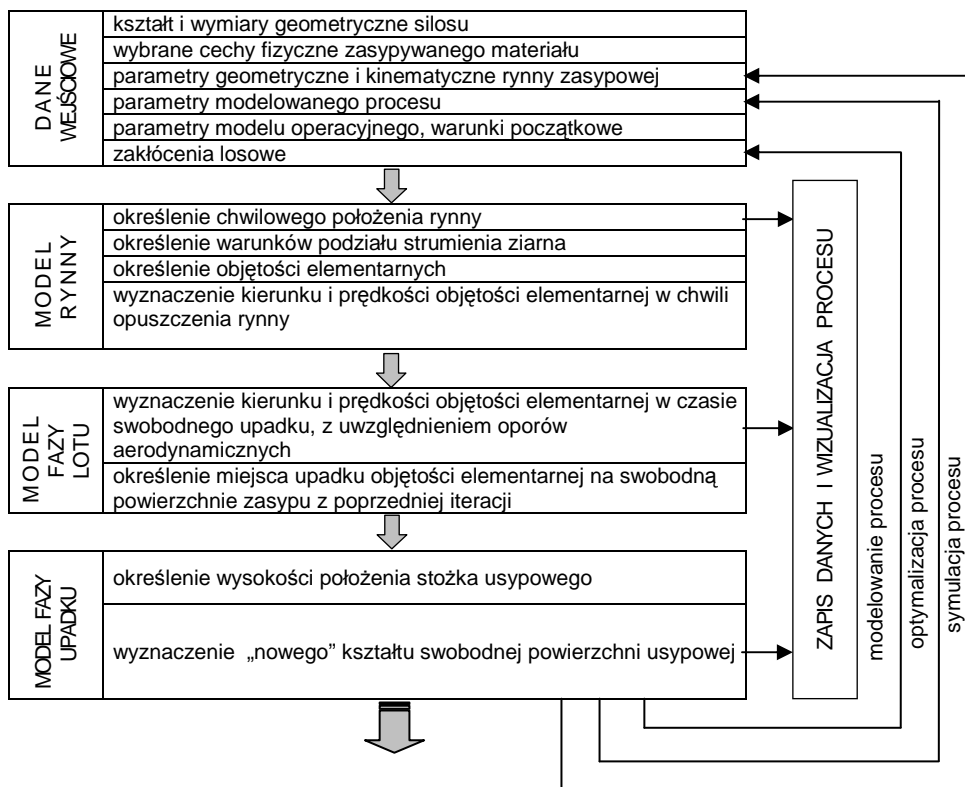 DANE
WEJŚCIOWE
kształt i wymiary geometryczne silosu
wybrane cechy fizyczne zasypywanego materiału
parametry geometryczne i kinematyczne rynny zasypowej
parametry modelowanego procesu
parametry modelu operacyjnego, warunki początkowe
zakłócenia losowe
MODEL
RYNNY
określenie chwilowego położenia rynny
określenie warunków podziału strumienia ziarna
określenie objętości elementarnych
wyznaczenie kierunku i prędkości objętości elementarnej w chwili
opuszczenia rynny
MODEL
FAZY
LOTU
wyznaczenie kierunku i prędkości objętości elementarnej w czasie
swobodnego upadku, z uwzględnieniem oporów
aerodynamicznych
określenie miejsca upadku objętości elementarnej na swobodną
powierzchnie zasypu z poprzedniej iteracji
MODEL FAZY
UPADKU
określenie wysokości położenia stożka usypowego
wyznaczenie „nowego” kształtu swobodnej powierzchni usypowej
ZAPIS DANYCH I WIZUALIZACJA PROCESU
modelowanie procesu
optymalizacja procesu
symulacja procesu